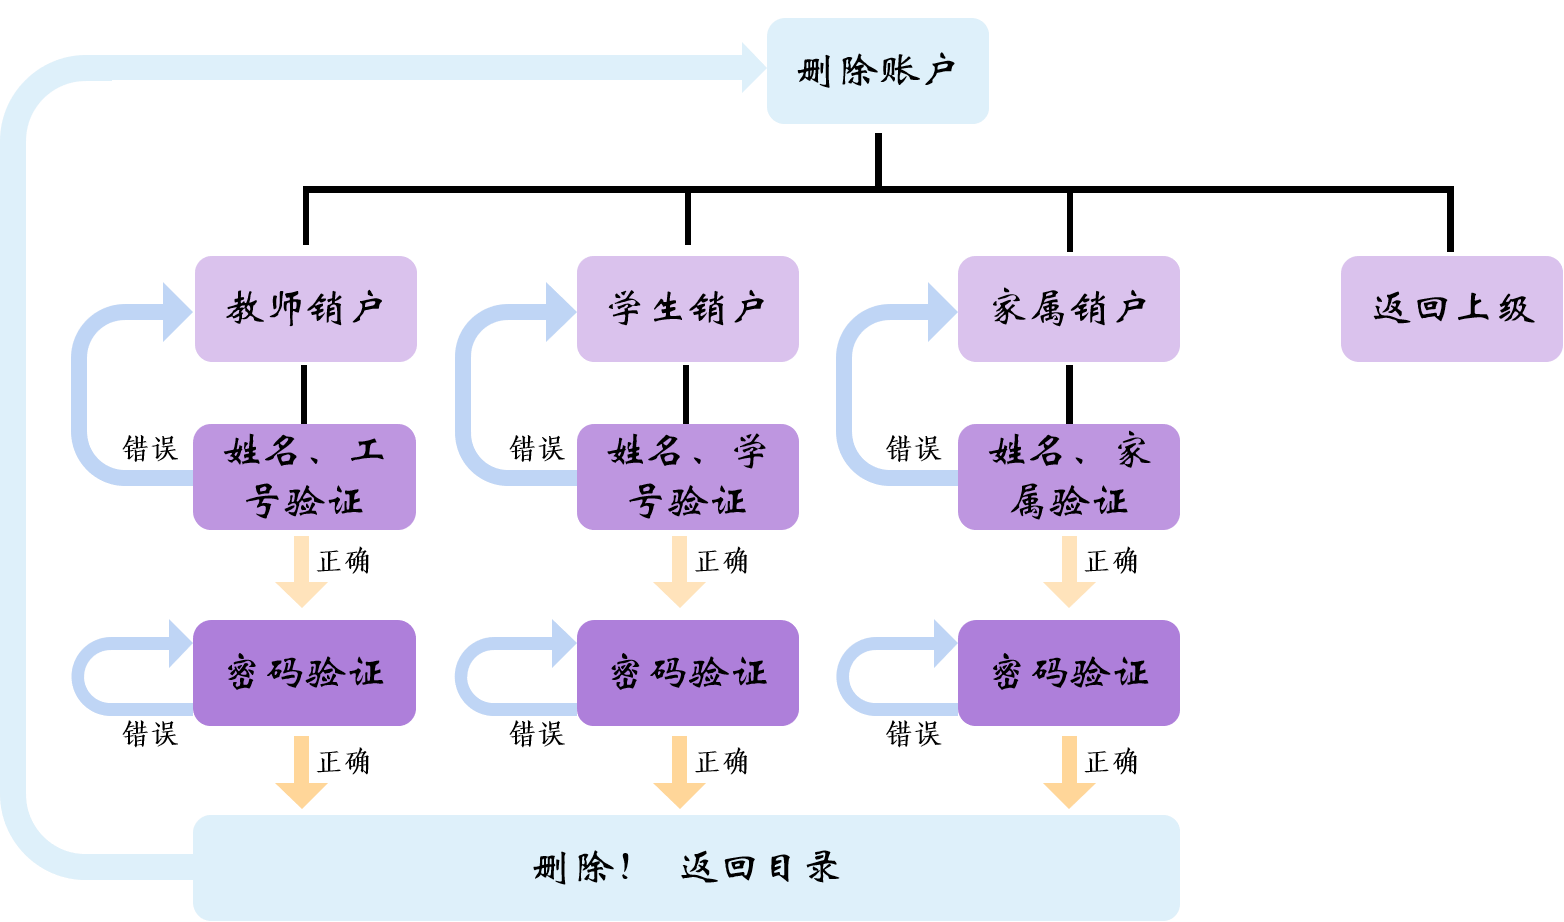 删除账户
教师销户
学生销户
家属销户
返回上级
错误
姓名、工
号验证
错误
姓名、学
号验证
错误
姓名、家
属验证
正确
正确
正确
密码验证
密码验证
密码验证
错误
错误
错误
正确
正确
正确
删除! 返回目录